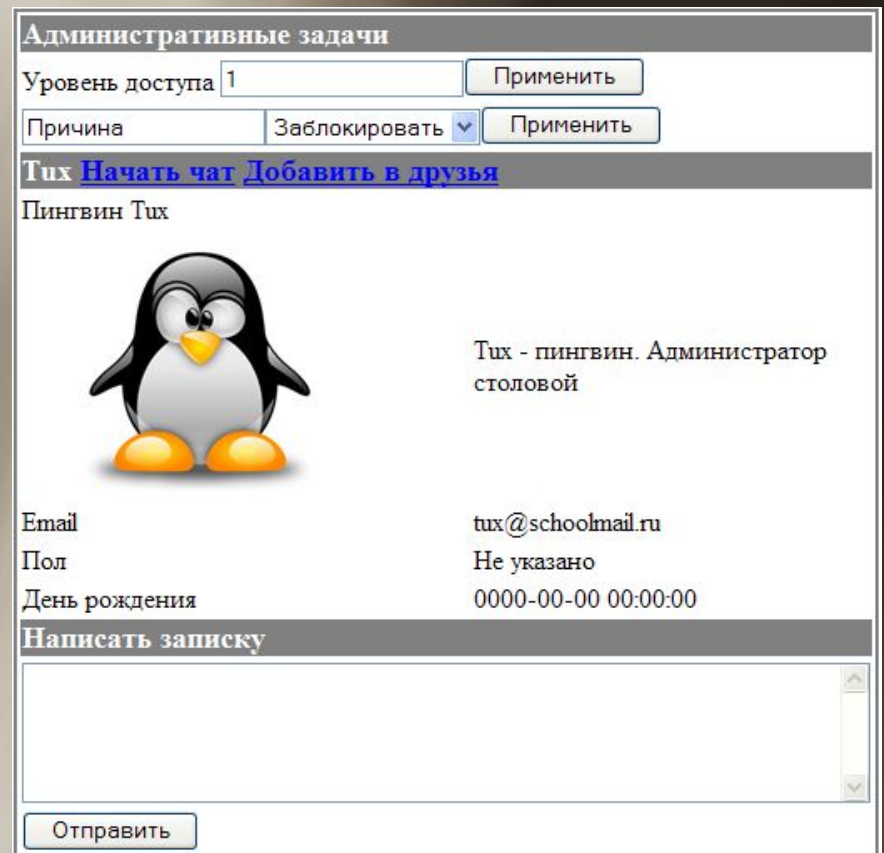 Административные задачи
Уровень доступа 1 Применить
Причина Заблокировать Применить
Tux Начать чат Добавить в друзья
Пингвин Tux
Tux - пингвин. Администратор
столовой
Email tux@schoolmail.ru
Пол Не указано
День рождения 0000-00-00 00:00:00
Написать записку
Отправить